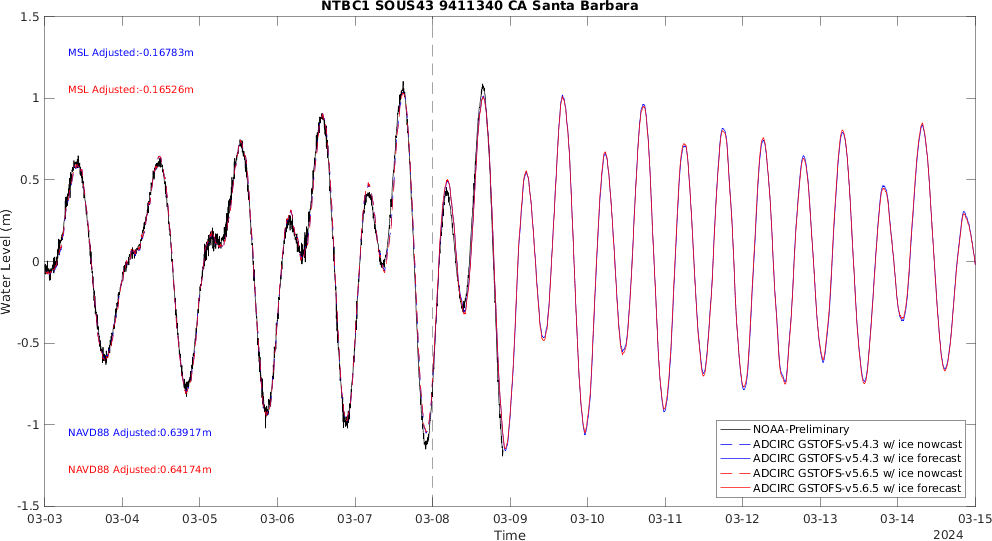 NTBC1 SOUS43 9411340 CA Santa Barbara
1.5
1
0.5
0
-0.5
-1
-1.5
Water Level (m)
MSL Adjusted:-0.16783m
MSL Adjusted:-0.16526m
NAVD88 Adjusted:0.63917m
NAVD88 Adjusted:0.64174m
NOAA-Preliminary
ADCIRC GSTOFS-v5.4.3 w/ ice nowcast
ADCIRC GSTOFS-v5.4.3 w/ ice forecast
ADCIRC GSTOFS-v5.6.5 w/ ice nowcast
ADCIRC GSTOFS-v5.6.5 w/ ice forecast
03-03 03-04 03-05 03-06 03-07 03-08 03-09 03-10 03-11 03-12 03-13 03-14 03-15
Time
2024